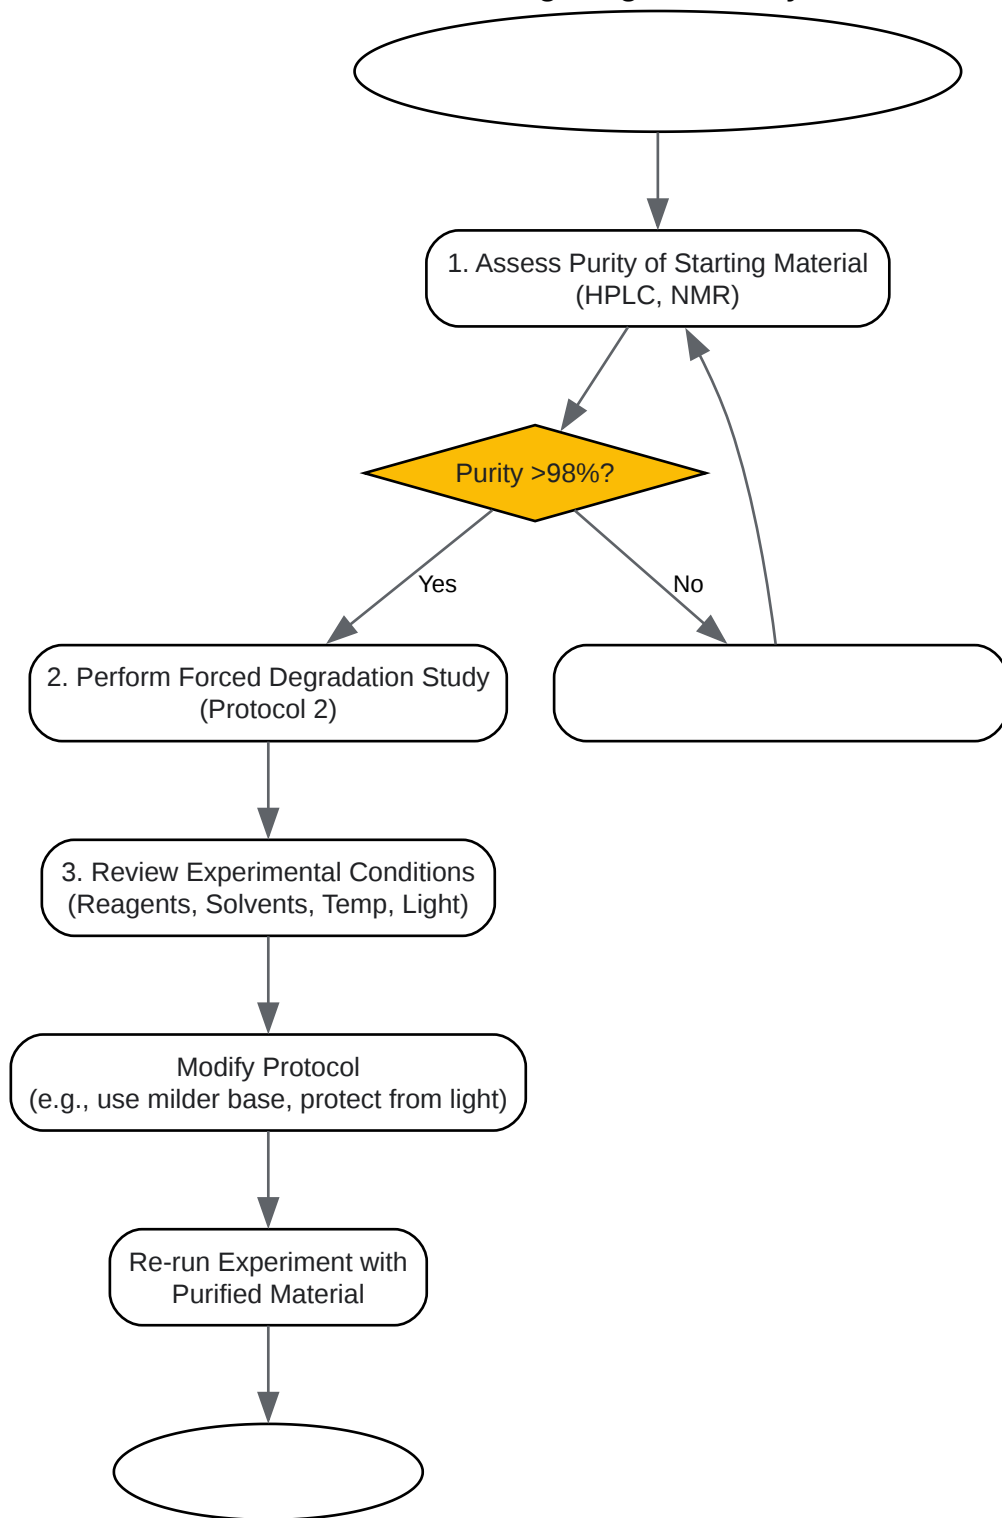 1. Assess Purity of Starting Material
(HPLC, NMR)
Purity >98%?
Yes
No
2. Perform Forced Degradation Study
(Protocol 2)
3. Review Experimental Conditions
(Reagents, Solvents, Temp, Light)
Modify Protocol
(e.g., use milder base, protect from light)
Re-run Experiment with
Purified Material